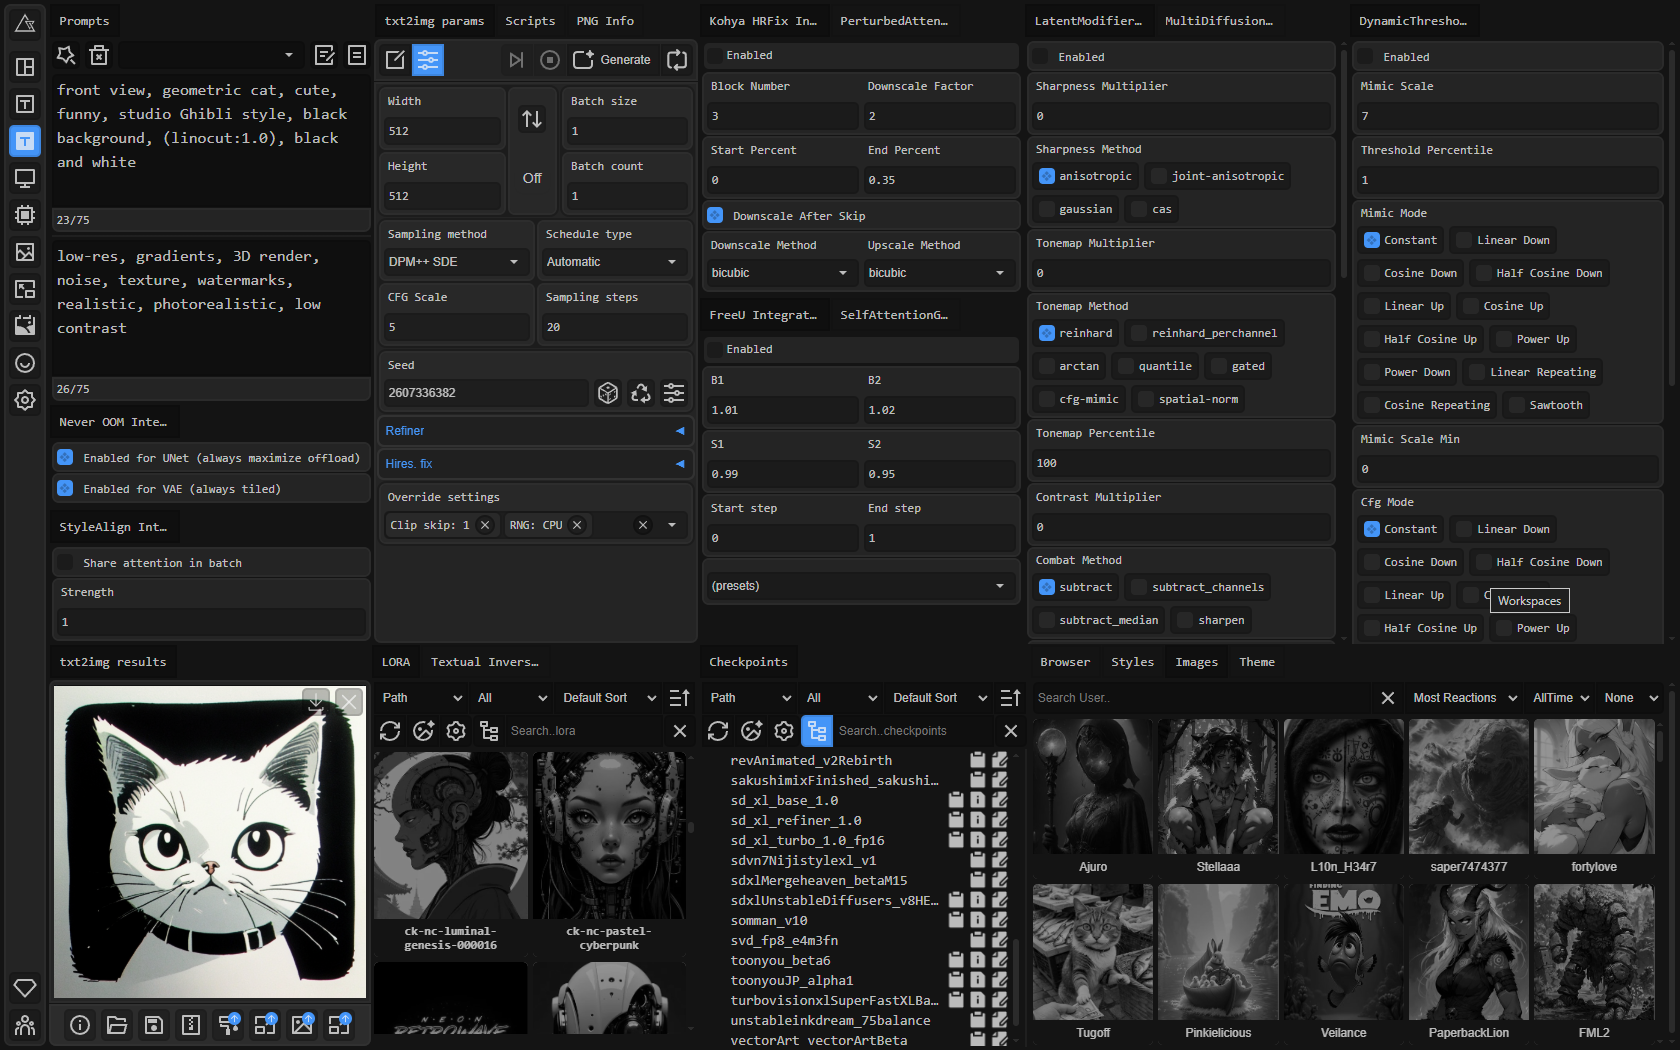 Prompts
front view, geometric cat, cute,
funny, studio Ghibli style, black
background, (linocut:1.0), black
and white
23/75
low-res, gradients, 3D render,
noise, texture, watermarks,
realistic, photorealistic, low
contrast
26/75
Never OOM Inte…
Enabled for UNet (always maximize offload)
Enabled for VAE (always tiled)
StyleAlign Int…
Share attention in batch
Strength
1
txt2img params Scripts PNG Info
Generate
Width
512
Height
512
Off
Batch size
1
Batch count
1
Sampling method
DPM++ SDE
Schedule type
Automatic
CFG Scale
5
Sampling steps
20
Seed
2607336382
Refiner
Hires. fix
Override settings
Clip skip: 1 RNG: CPU
Kohya HRFix In… PerturbedAtten…
Enabled
Block Number
3
Downscale Factor
2
Start Percent
0
End Percent
0.35
Downscale After Skip
Downscale Method
bicubic
Upscale Method
bicubic
FreeU Integrat… SelfAttentionG…
Enabled
B1
1.01
B2
1.02
S1
0.99
S2
0.95
Start step
0
End step
1
(presets)
LatentModifier… MultiDiffusion…
Enabled
Sharpness Multiplier
0
Sharpness Method
anisotropic joint-anisotropic
gaussian cas
Tonemap Multiplier
0
Tonemap Method
reinhard reinhard_perchannel
arctan quantile gated
cfg-mimic spatial-norm
Tonemap Percentile
100
Contrast Multiplier
0
Combat Method
subtract subtract_channels
subtract_median sharpen
DynamicThresho…
Enabled
Mimic Scale
7
Threshold Percentile
1
Mimic Mode
Constant Linear Down
Cosine Down Half Cosine Down
Linear Up Cosine Up
Half Cosine Up Power Up
Power Down Linear Repeating
Cosine Repeating Sawtooth
Mimic Scale Min
0
Cfg Mode
Constant Linear Down
Cosine Down Half Cosine Down
Linear Up
Workspaces
Half Cosine Up Power Up
txt2img results
LORA Textual Invers…
Path All Default Sort
Search..lora
ck-nc-luminal-
genesis-000016
ck-nc-pastel-
cyberpunk
NEON
RETROWAVE
Checkpoints
Path All Default Sort
Search..checkpoints
revAnimated_v2Rebirth
sakushimixFinished_sakushi…
sd_xl_base_1.0
sd_xl_refiner_1.0
sd_xl_turbo_1.0_fp16
sdvn7Nijistylexl_v1
sdxlMergeheaven_betaM15
sdxlUnstableDiffusers_v8HE…
somman_v10
svd_fp8_e4m3fn
toonyou_beta6
toonyouJP_alpha1
turbovisionxlSuperFastXLBa…
unstableinkdream_75balance
vectorArt_vectorArtBeta
Browser Styles Images Theme
Search User.. Most Reactions AllTime None
Ajuro Stellaaa L10n_H34r7 saper7474377 fortylove
FINDING
EMO
Tugoff Pinkielicious Veilance PaperbackLion FML2